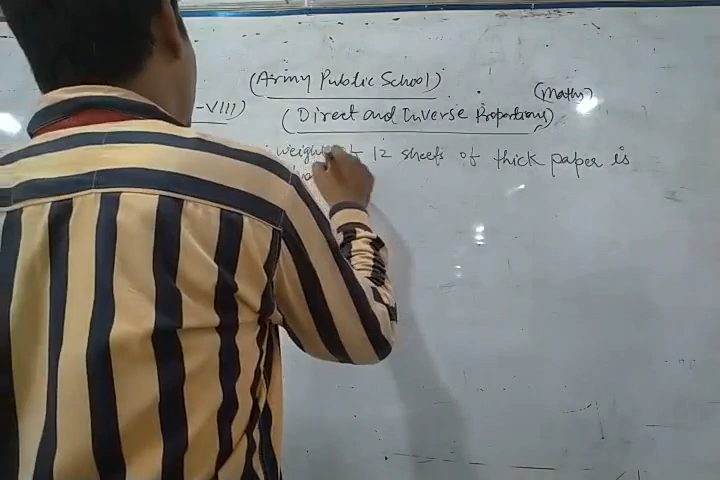 (Army Public School)
-VIII)
(Maths)
(Direct and Inverse Proportions)
weight 12 sheets of thick paper is